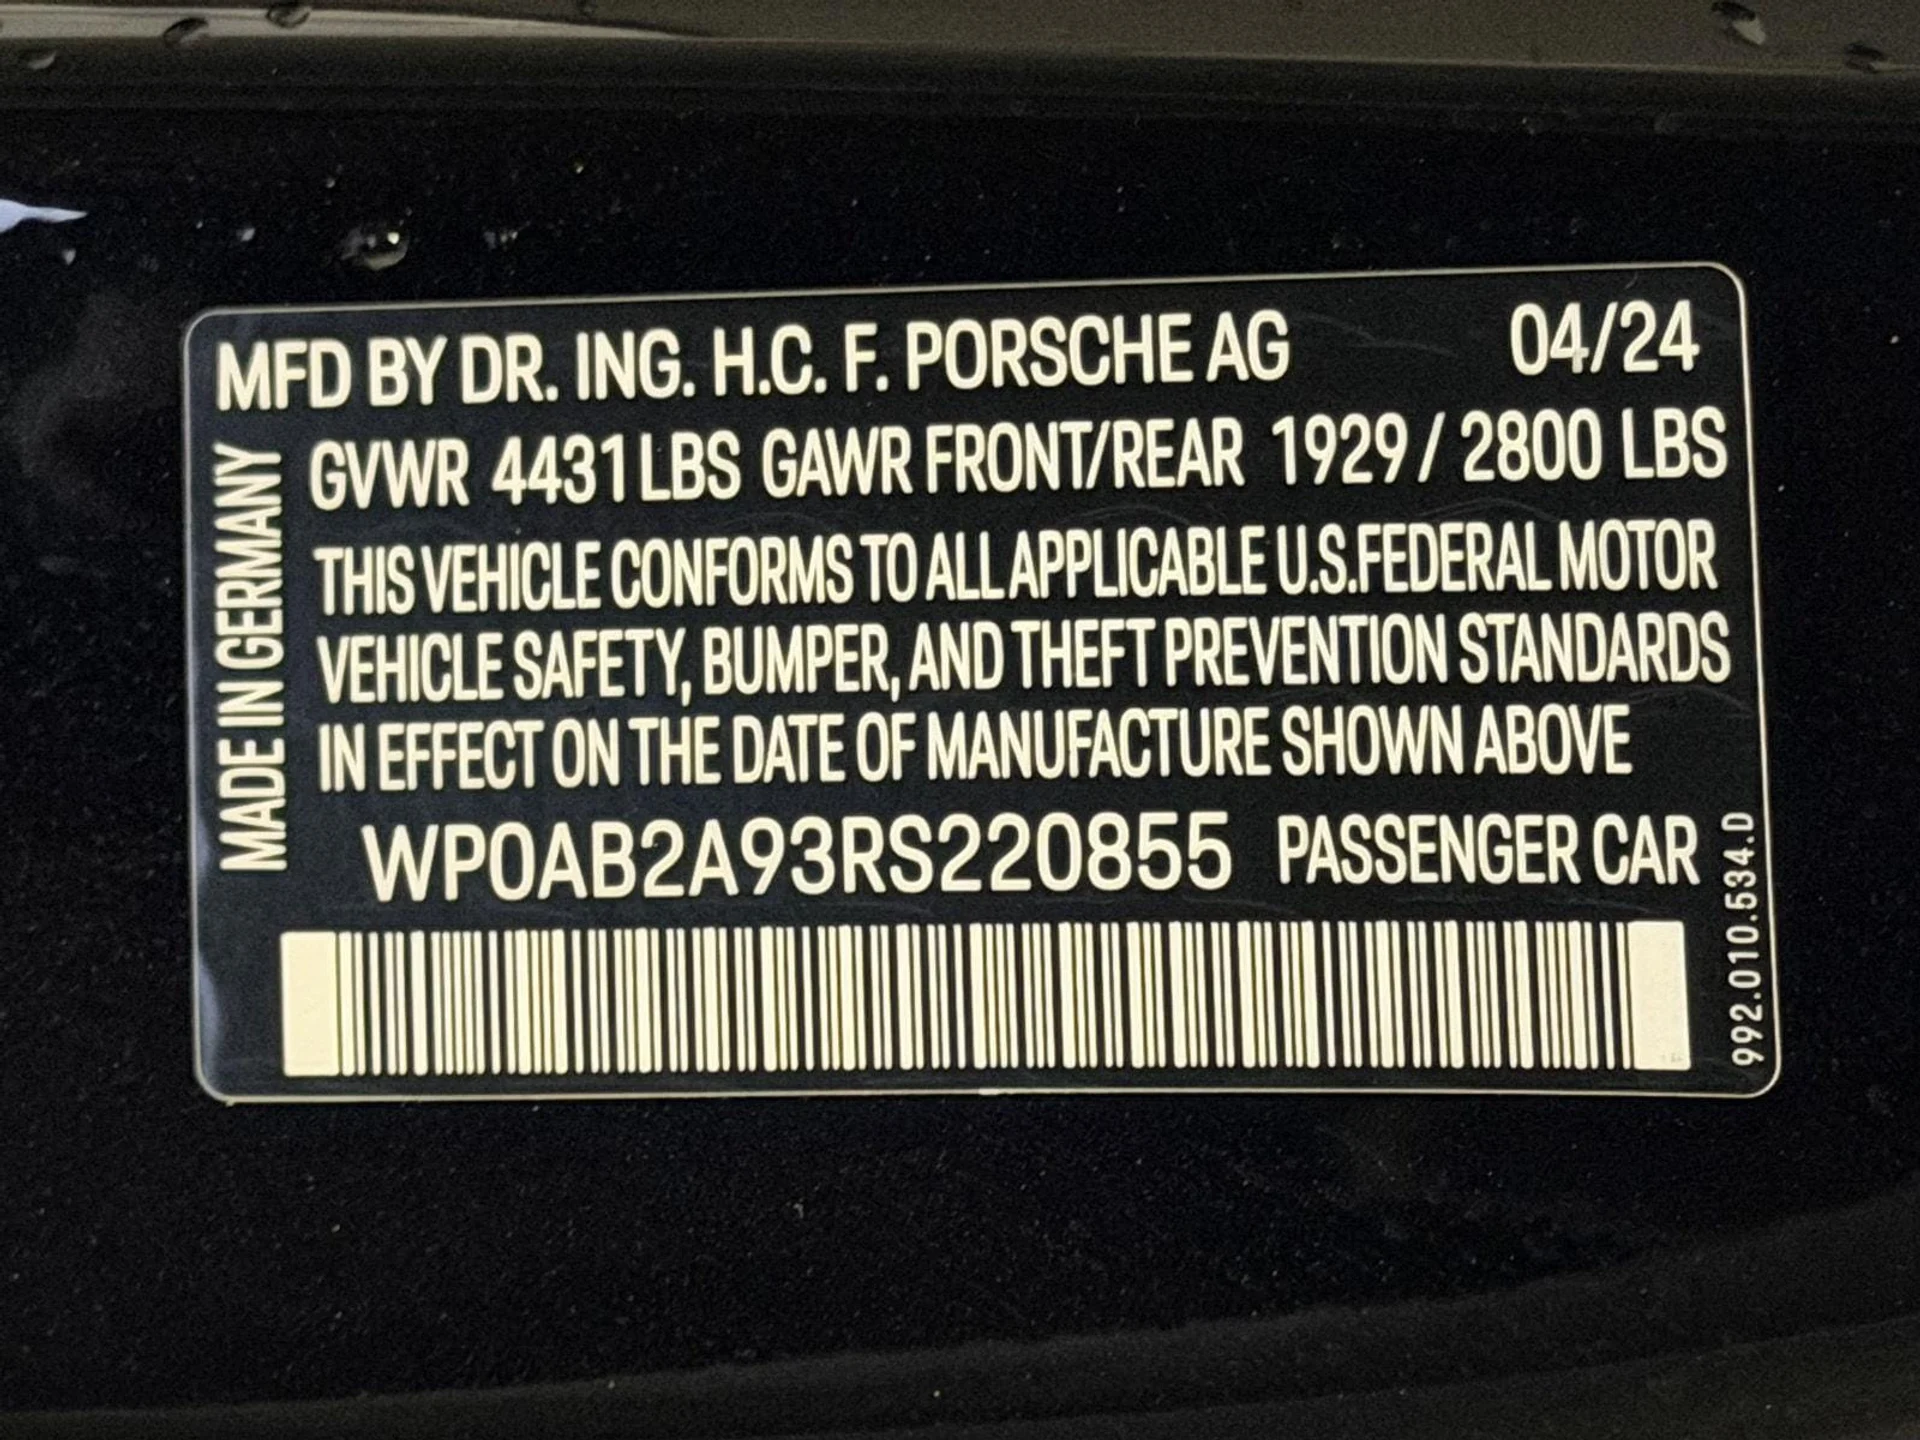 MFD BY DR. ING. H.C. F. PORSCHE AG 04/24
GVWR 4431 LBS GAWR FRONT/REAR 1929 / 2800 LBS
THIS VEHICLE CONFORMS TO ALL APPLICABLE U.S.FEDERAL MOTOR
VEHICLE SAFETY, BUMPER, AND THEFT PREVENTION STANDARDS
IN EFFECT ON THE DATE OF MANUFACTURE SHOWN ABOVE
WP0AB2A93RS220855 PASSENGER CAR
MADE IN GERMANY
992.010.534.D